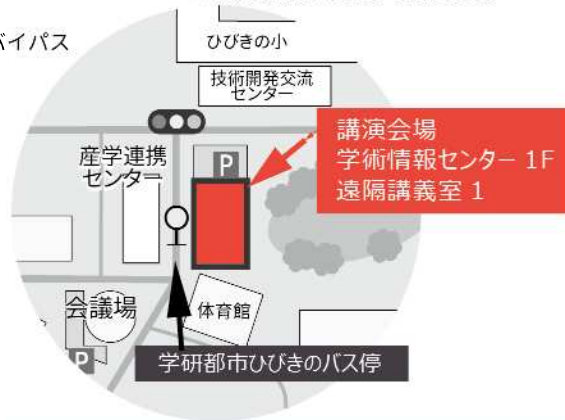 バイパス
ひびきの小
技術開発交流
センター
産学連携
センター
P
講演会場
学術情報センター 1F
遠隔講義室 1
会議場
体育館
P
学研都市ひびきのバス停